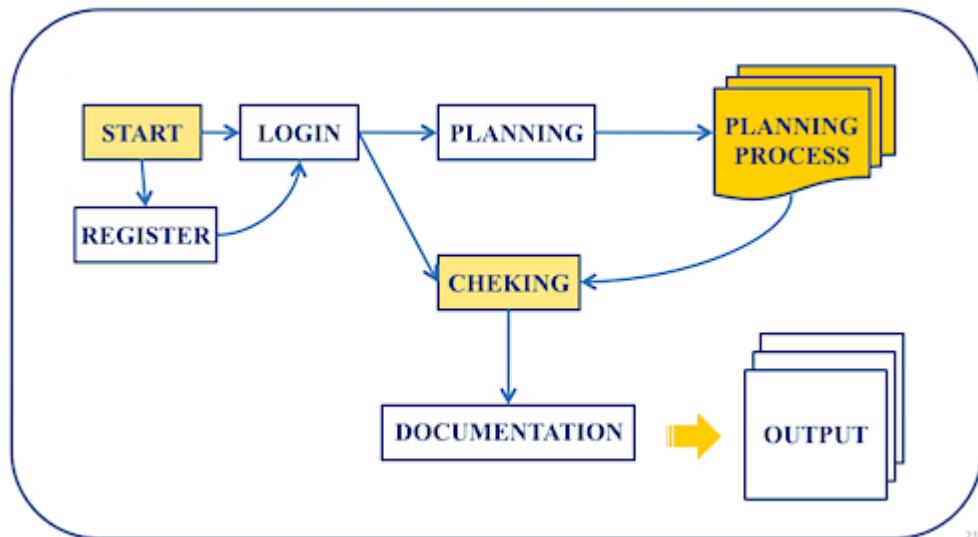 START
LOGIN
PLANNING
PLANNING
PROCESS
REGISTER
CHEKING
DOCUMENTATION
OUTPUT